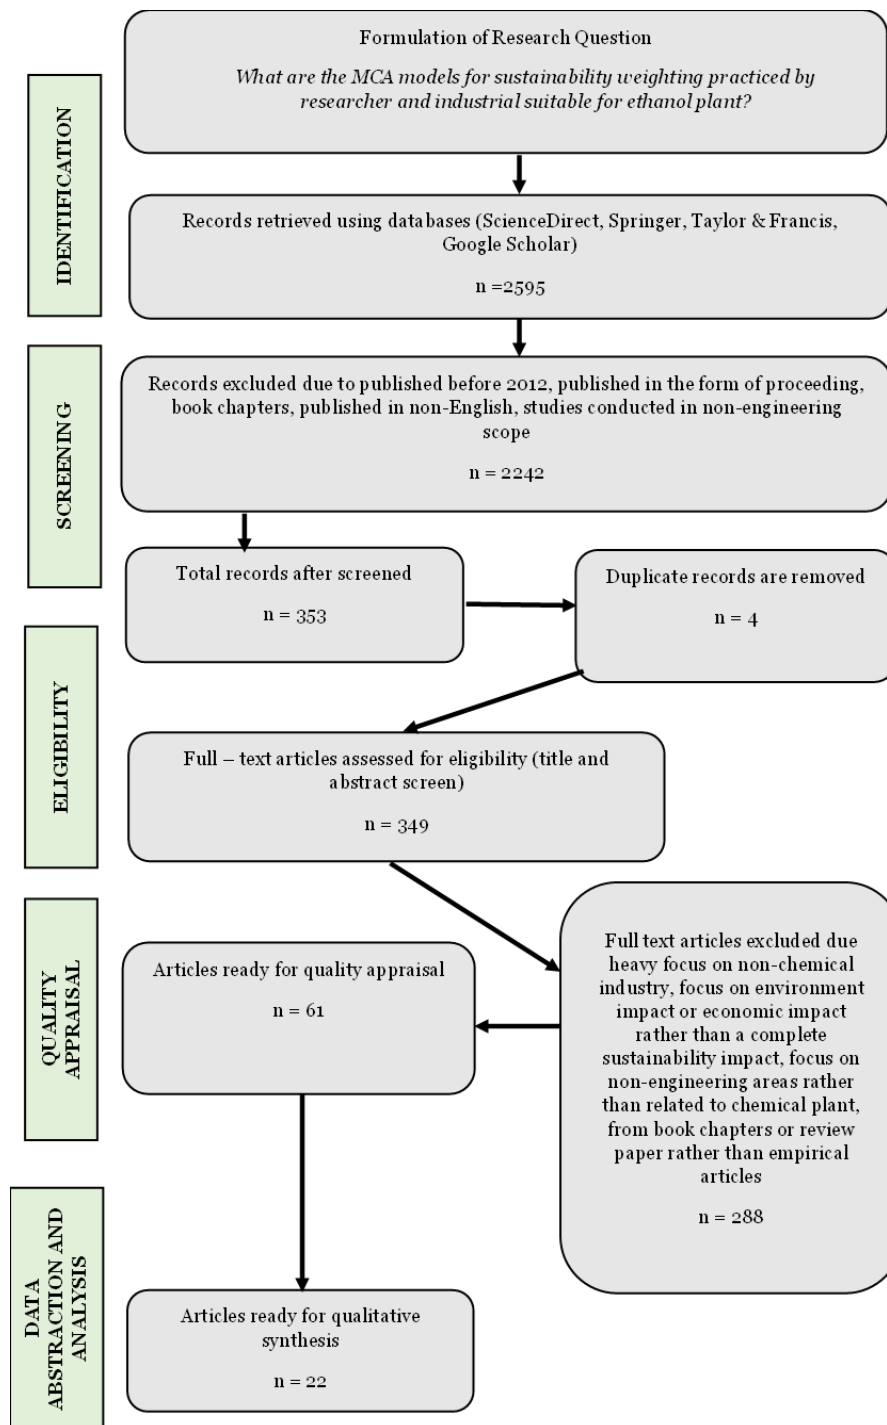 Formulation of Research Question
What are the MCA models for sustainability weighting practiced by
researcher and industrial suitable for ethanol plant?
IDENTIFICATION
Records retrieved using databases (ScienceDirect, Springer, Taylor & Francis,
Google Scholar)
n =2595
SCREENING
Records excluded due to published before 2012, published in the form of proceeding,
book chapters, published in non-English, studies conducted in non-engineering
scope
n = 2242
Total records after screened
n = 353
Duplicate records are removed
n = 4
ELIGIBILITY
Full – text articles assessed for eligibility (title and
abstract screen)
n = 349
QUALITY
APPRAISAL
Articles ready for quality appraisal
n = 61
Full text articles excluded due
heavy focus on non-chemical
industry, focus on environment
impact or economic impact
rather than a complete
sustainability impact, focus on
non-engineering areas rather
than related to chemical plant,
from book chapters or review
paper rather than empirical
articles
n = 288
DATA
ABSTRACTION AND
ANALYSIS
Articles ready for qualitative
synthesis
n = 22